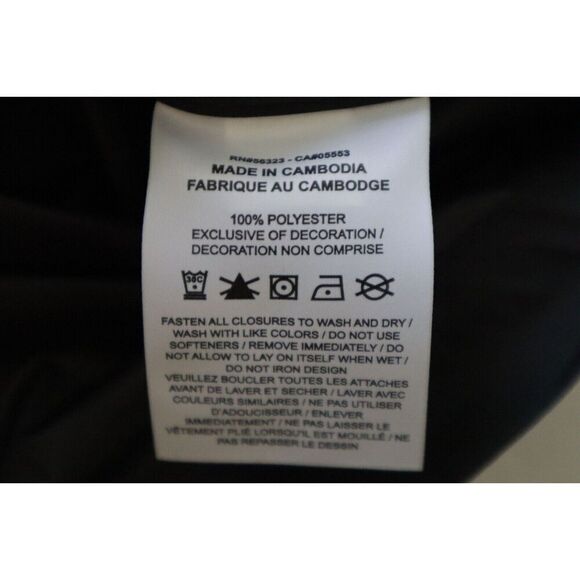 RN#56323 - CA#05553
MADE IN CAMBODIA
FABRIQUE AU CAMBODGE
100% POLYESTER
EXCLUSIVE OF DECORATION /
DECORATION NON COMPRISE
30C
FASTEN ALL CLOSURES TO WASH AND DRY /
WASH WITH LIKE COLORS / DO NOT USE
SOFTENERS / REMOVE IMMEDIATELY / DO
NOT ALLOW TO LAY ON ITSELF WHEN WET /
DO NOT IRON DESIGN
VEUILLEZ BOUCLER TOUTES LES ATTACHES
AVANT DE LAVER ET SECHER / LAVER AVEC
COULEURS SIMILAIRES / NE PAS UTILISER
D'ADOUCISSEUR / ENLEVER
IMMEDIATEMENT / NE PAS LAISSER LE
VÊTEMENT PLIÉ LORSQU'IL EST MOUILLÉ / NE
PAS REPASSER LE DESSIN